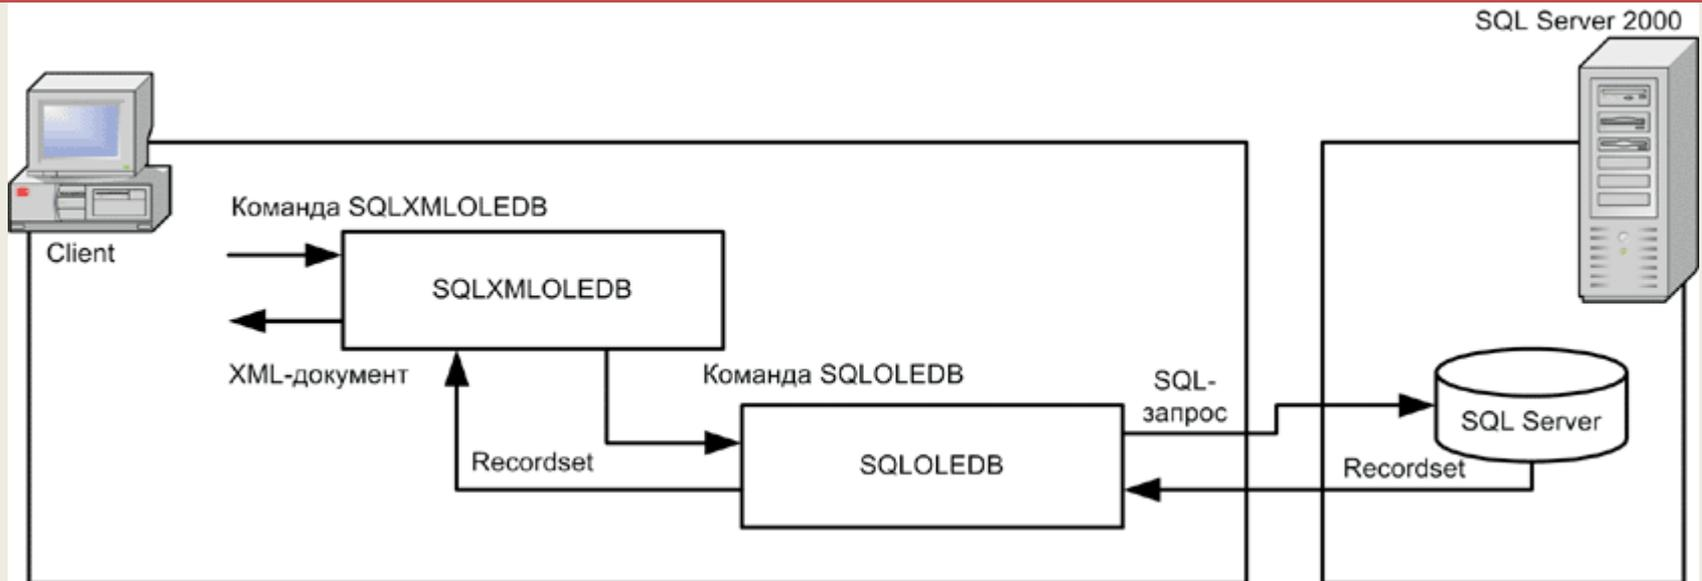 SQL Server 2000
Команда SQLXMLOLEDB
Client
SQLXMLOLEDB
XML-документ
Команда SQLOLEDB
SQL-
запрос
SQL Server
Recordset
SQLOLEDB
Recordset